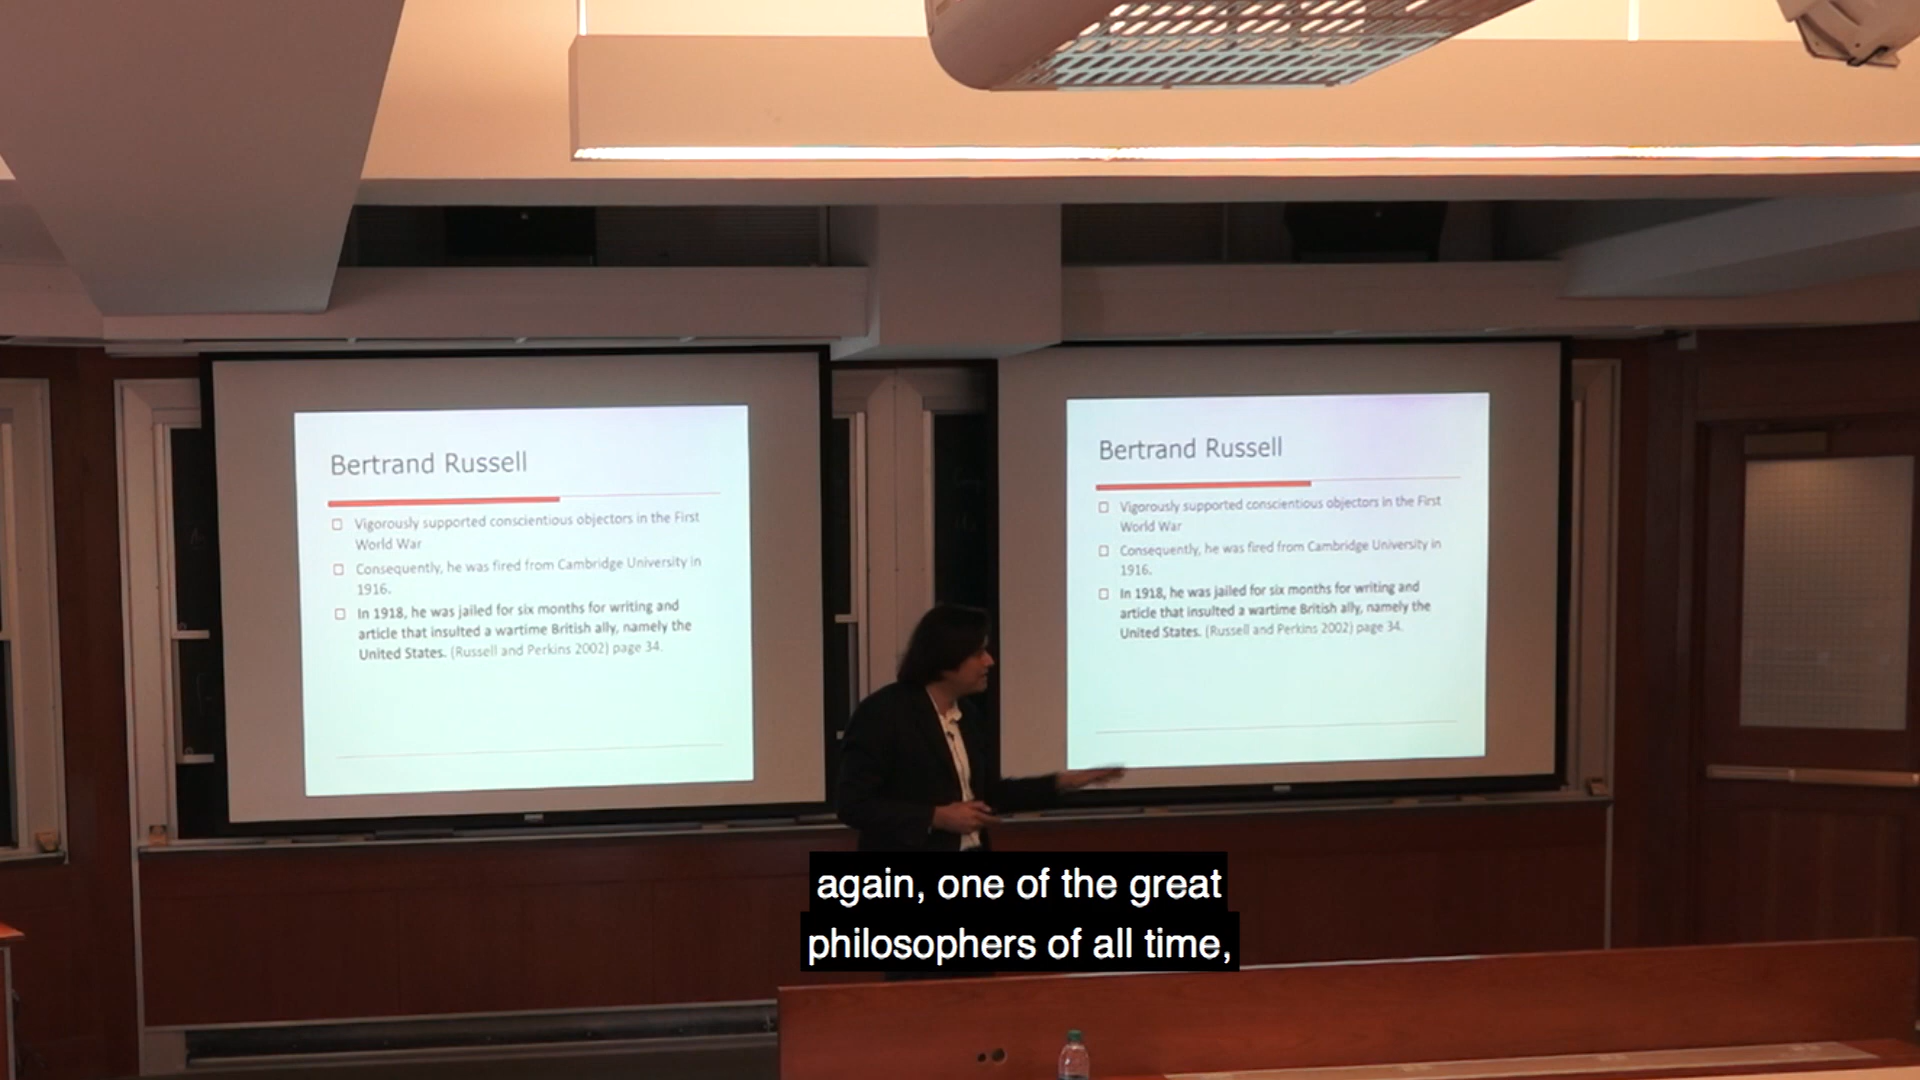 Bertrand Russell
Vigorously supported conscientious objectors in the First
World War
Consequently, he was fired from Cambridge University in
1916.
In 1918, he was jailed for six months for writing and
article that insulted a wartime British ally, namely the
United States. (Russell and Perkins 2002) page 34.
Bertrand Russell
Vigorously supported conscientious objectors in the First
World War
Consequently, he was fired from Cambridge University in
1916.
In 1918, he was jailed for six months for writing and
article that insulted a wartime British ally, namely the
United States. (Russell and Perkins 2002) page 34.
again, one of the great
philosophers of all time,